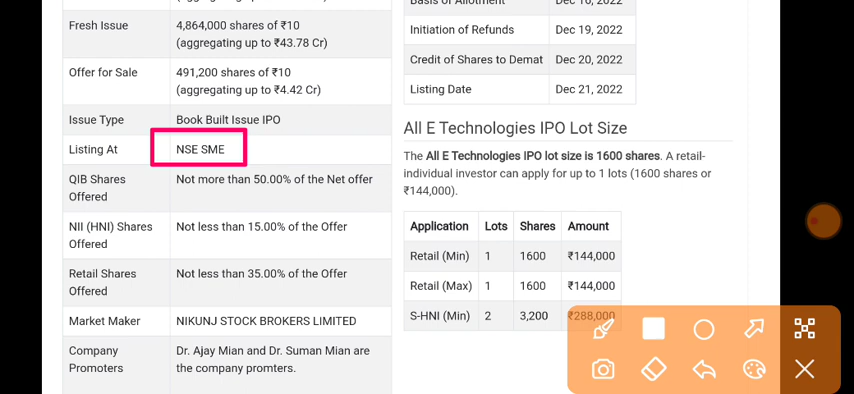 Fresh Issue 4,864,000 shares of ₹10
(aggregating up to ₹43.78 Cr)
Offer for Sale 491,200 shares of ₹10
(aggregating up to ₹4.42 Cr)
Issue Type Book Built Issue IPO
Listing At NSE SME
QIB Shares Not more than 50.00% of the Net offer
Offered
NII (HNI) Shares Not less than 15.00% of the Offer
Offered
Retail Shares Not less than 35.00% of the Offer
Offered
Market Maker NIKUNJ STOCK BROKERS LIMITED
Company Dr. Ajay Mian and Dr. Suman Mian are
Promoters the company promters.
Initiation of Refunds Dec 19, 2022
Credit of Shares to Demat Dec 20, 2022
Listing Date Dec 21, 2022
All E Technologies IPO Lot Size
The All E Technologies IPO lot size is 1600 shares. A retail-
individual investor can apply for up to 1 lots (1600 shares or
₹144,000).
Application Lots Shares Amount
Retail (Min) 1 1600 ₹144,000
Retail (Max) 1 1600 ₹144,000
S-HNI (Min) 2 3,200 ₹288,000